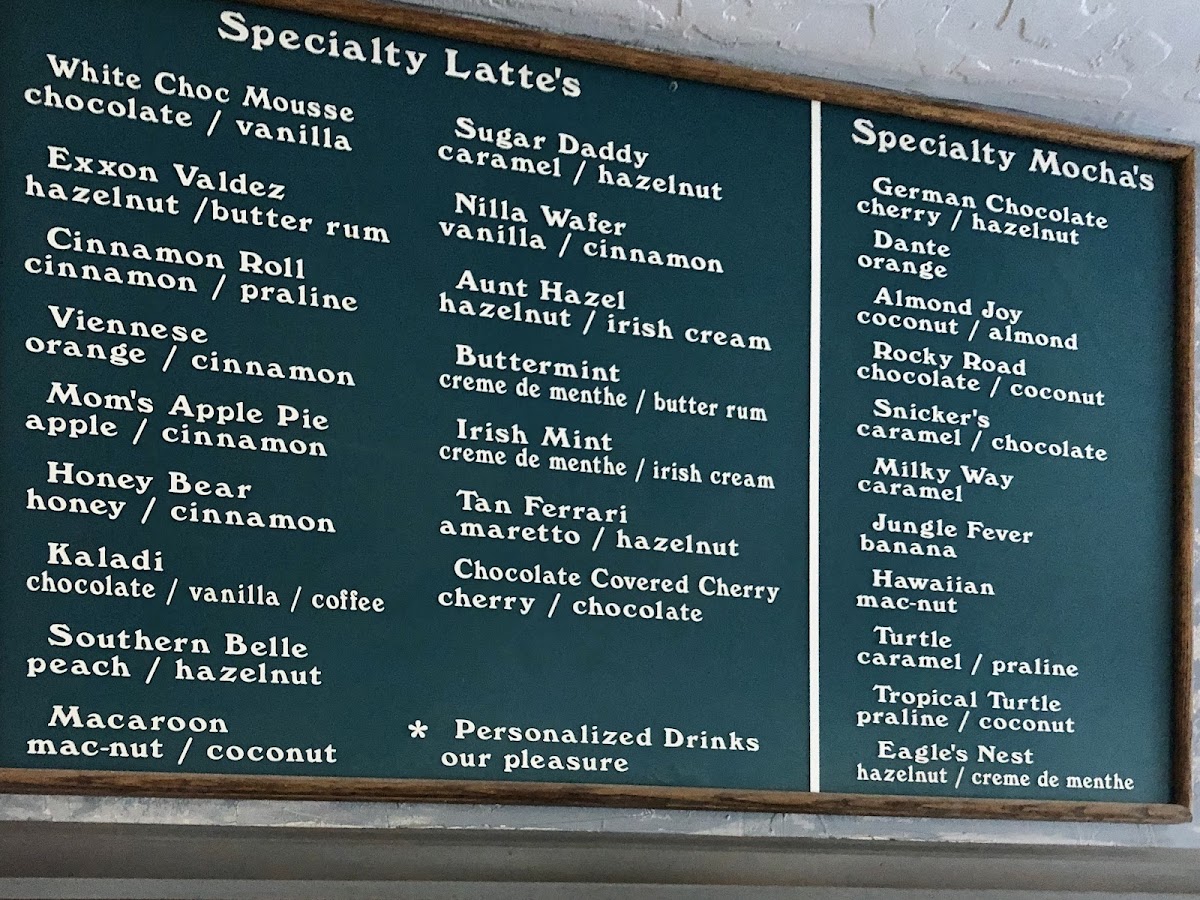 Specialty Latte's
White Choc Mousse
chocolate / vanilla
Exxon Valdez
hazelnut /butter rum
Cinnamon Roll
cinnamon / praline
Viennese
orange / cinnamon
Mom's Apple Pie
apple / cinnamon
Honey Bear
honey / cinnamon
Kaladi
chocolate / vanilla / coffee
Southern Belle
peach / hazelnut
Macaroon
mac-nut / coconut
Sugar Daddy
caramel / hazelnut
Nilla Wafer
vanilla / cinnamon
Aunt Hazel
hazelnut / irish cream
Buttermint
creme de menthe / butter rum
Irish Mint
creme de menthe / irish cream
Tan Ferrari
amaretto / hazelnut
Chocolate Covered Cherry
cherry / chocolate
* Personalized Drinks
our pleasure
Specialty Mocha's
German Chocolate
cherry / hazelnut
Dante
orange
Almond Joy
coconut / almond
Rocky Road
chocolate / coconut
Snicker's
caramel / chocolate
Milky Way
caramel
Jungle Fever
banana
Hawaiian
mac-nut
Turtle
caramel / praline
Tropical Turtle
praline / coconut
Eagle's Nest
hazelnut / creme de menthe